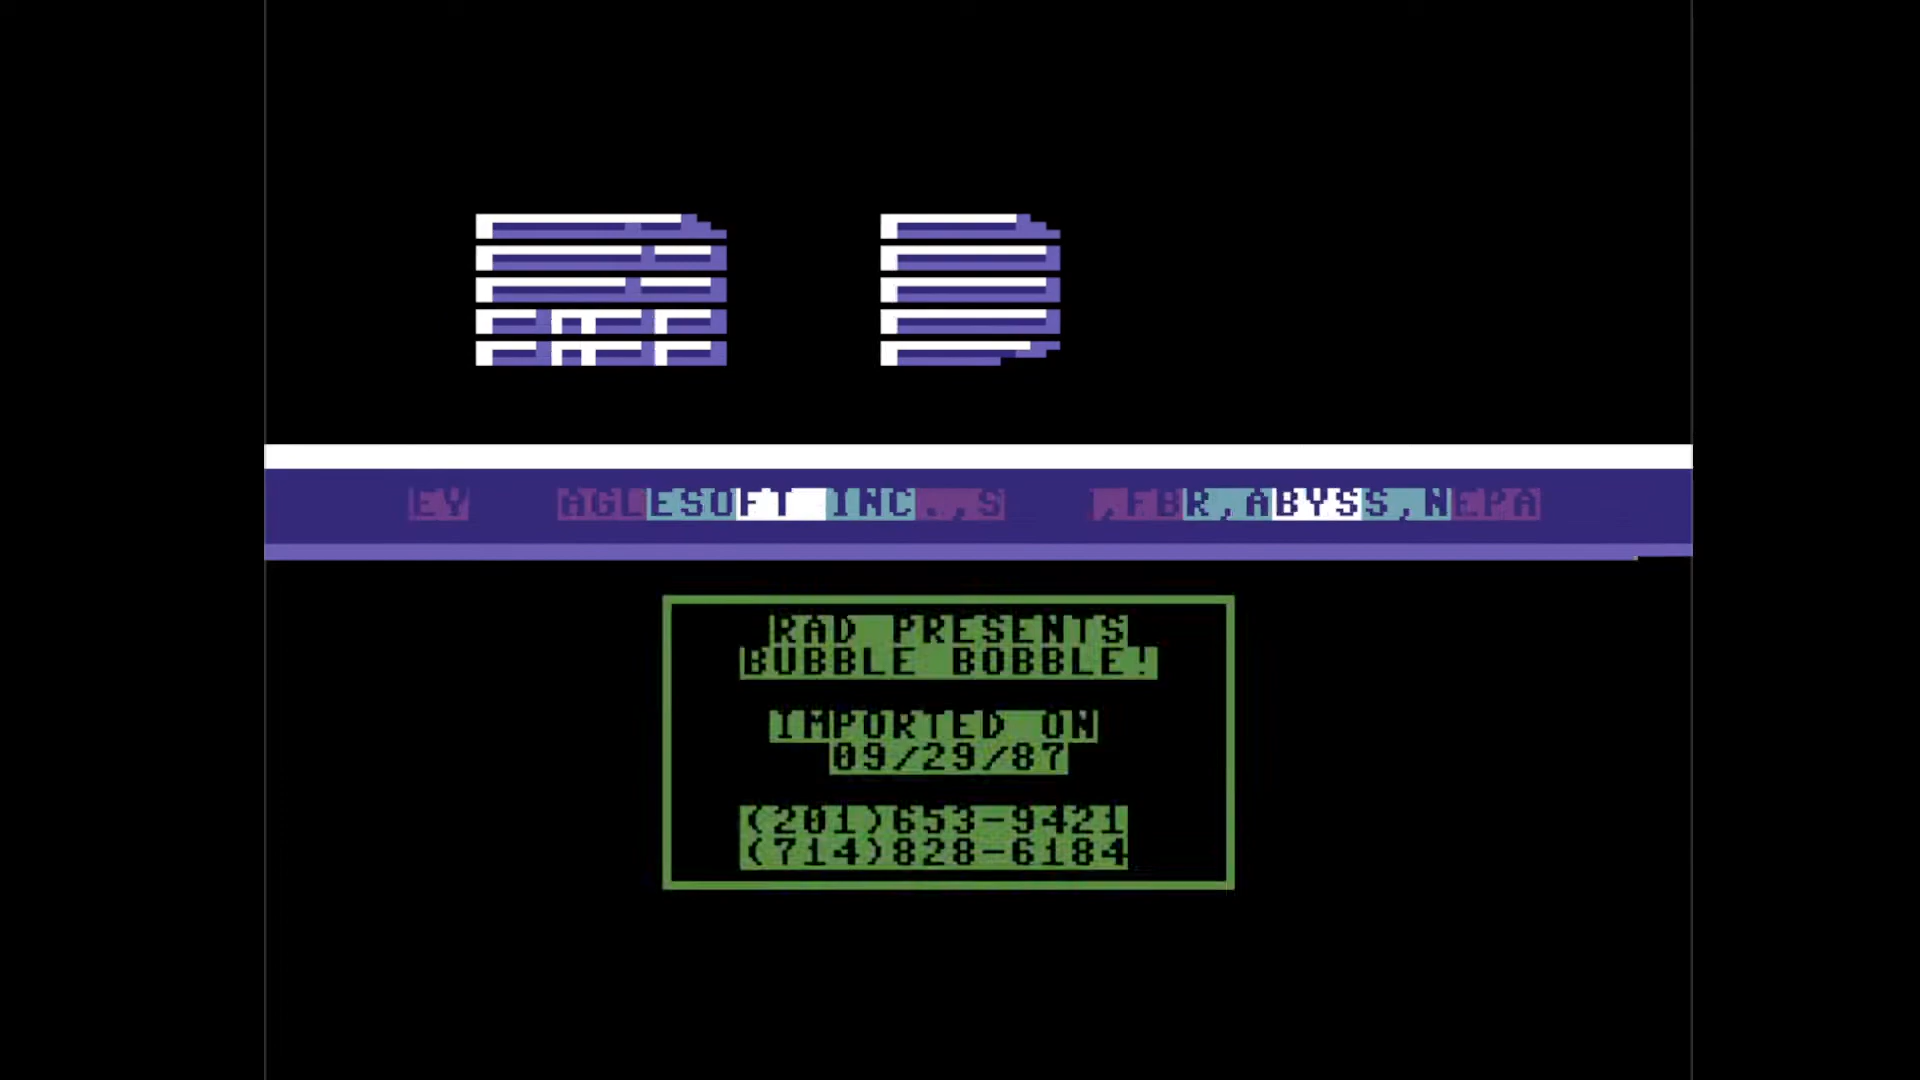 EY AGLESOFT INC.,S ,FBR,ABYSS,NEPA
RAD PRESENTS
BUBBLE BOBBLE!
IMPORTED ON
09/29/87
(201)653-9421
(714)828-6184